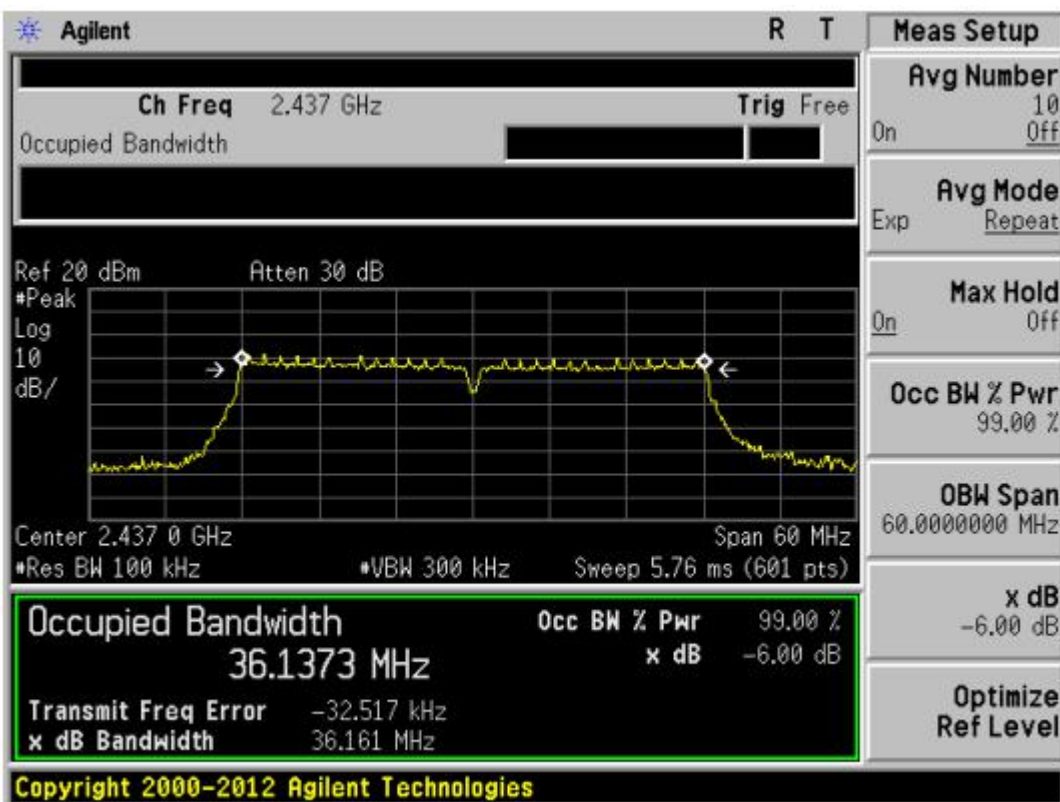 Agilent R T
Ch Freq 2.437 GHz Trig Free
Occupied Bandwidth
Ref 20 dBm Atten 30 dB
#Peak
Log
10
dB/
Center 2.437 0 GHz Span 60 MHz
#Res BW 100 kHz #VBW 300 kHz Sweep 5.76 ms (601 pts)
Occupied Bandwidth Occ BW % Pwr 99.00 %
36.1373 MHz x dB -6.00 dB
Transmit Freq Error -32.517 kHz
x dB Bandwidth 36.161 MHz
Copyright 2000-2012 Agilent Technologies
Meas Setup
Avg Number
10
On Off
Avg Mode
Exp Repeat
Max Hold
On Off
Occ BW % Pwr
99.00 %
OBW Span
60.0000000 MHz
x dB
-6.00 dB
Optimize
Ref Level